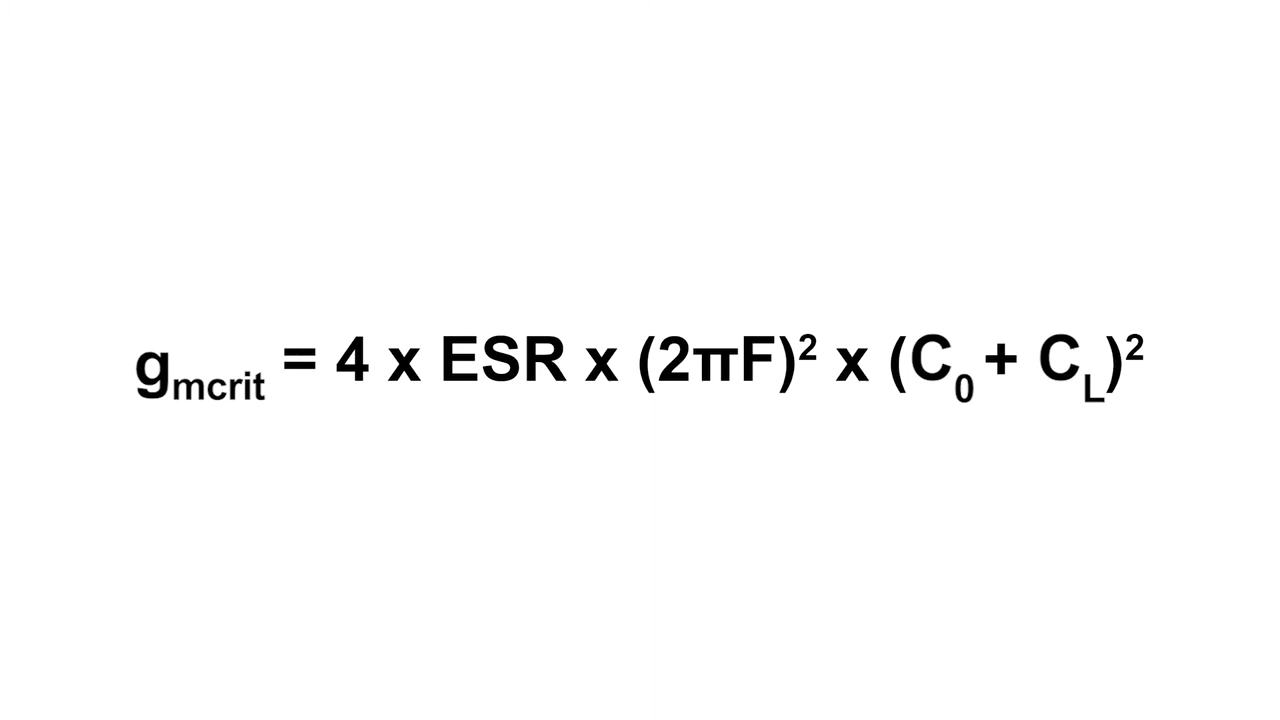 gmcrit = 4 x ESR x (2πF)² x (C₀ + CL)²